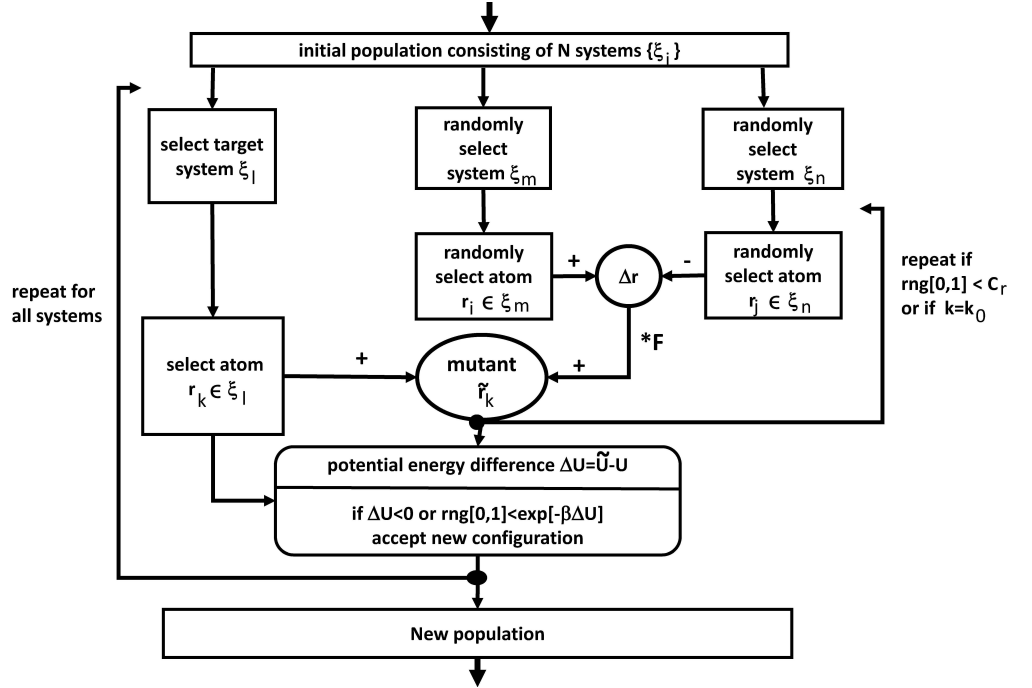 initial population consisting of N systems {ξi}
select target
system ξl
randomly
select
system ξm
randomly
select
system ξn
randomly
select atom
ri ∈ ξm
+
Δr
-
randomly
select atom
rj ∈ ξn
repeat if
rng[0,1] < Cr
or if k=k0
repeat for
all systems
*F
select atom
rk ∈ ξl
+
mutant
r̃k
+
potential energy difference ΔU=Ũ-U
if ΔU<0 or rng[0,1]<exp[-βΔU]
accept new configuration
New population